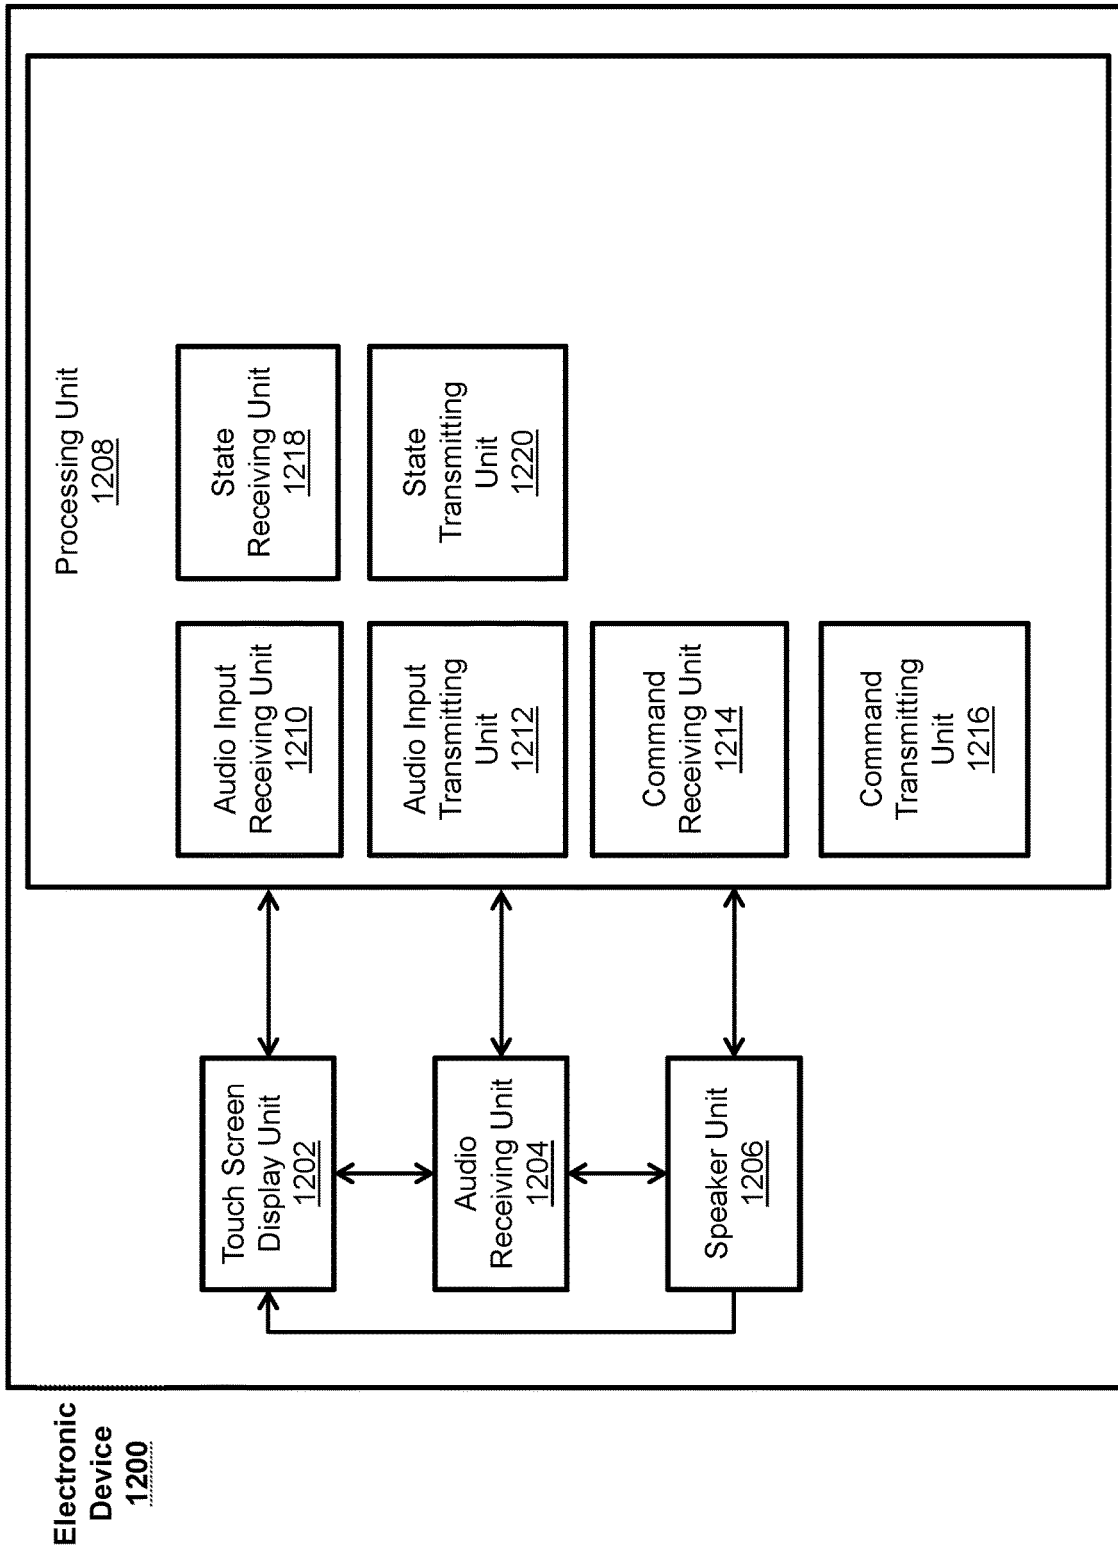 Electronic
Device
1200
Processing Unit
1208
Touch Screen
Display Unit
1202
Audio
Receiving Unit
1204
Speaker Unit
1206
Audio Input
Receiving Unit
1210
Audio Input
Transmitting
Unit
1212
Command
Receiving Unit
1214
Command
Transmitting
Unit
1216
State
Receiving Unit
1218
State
Transmitting
Unit
1220